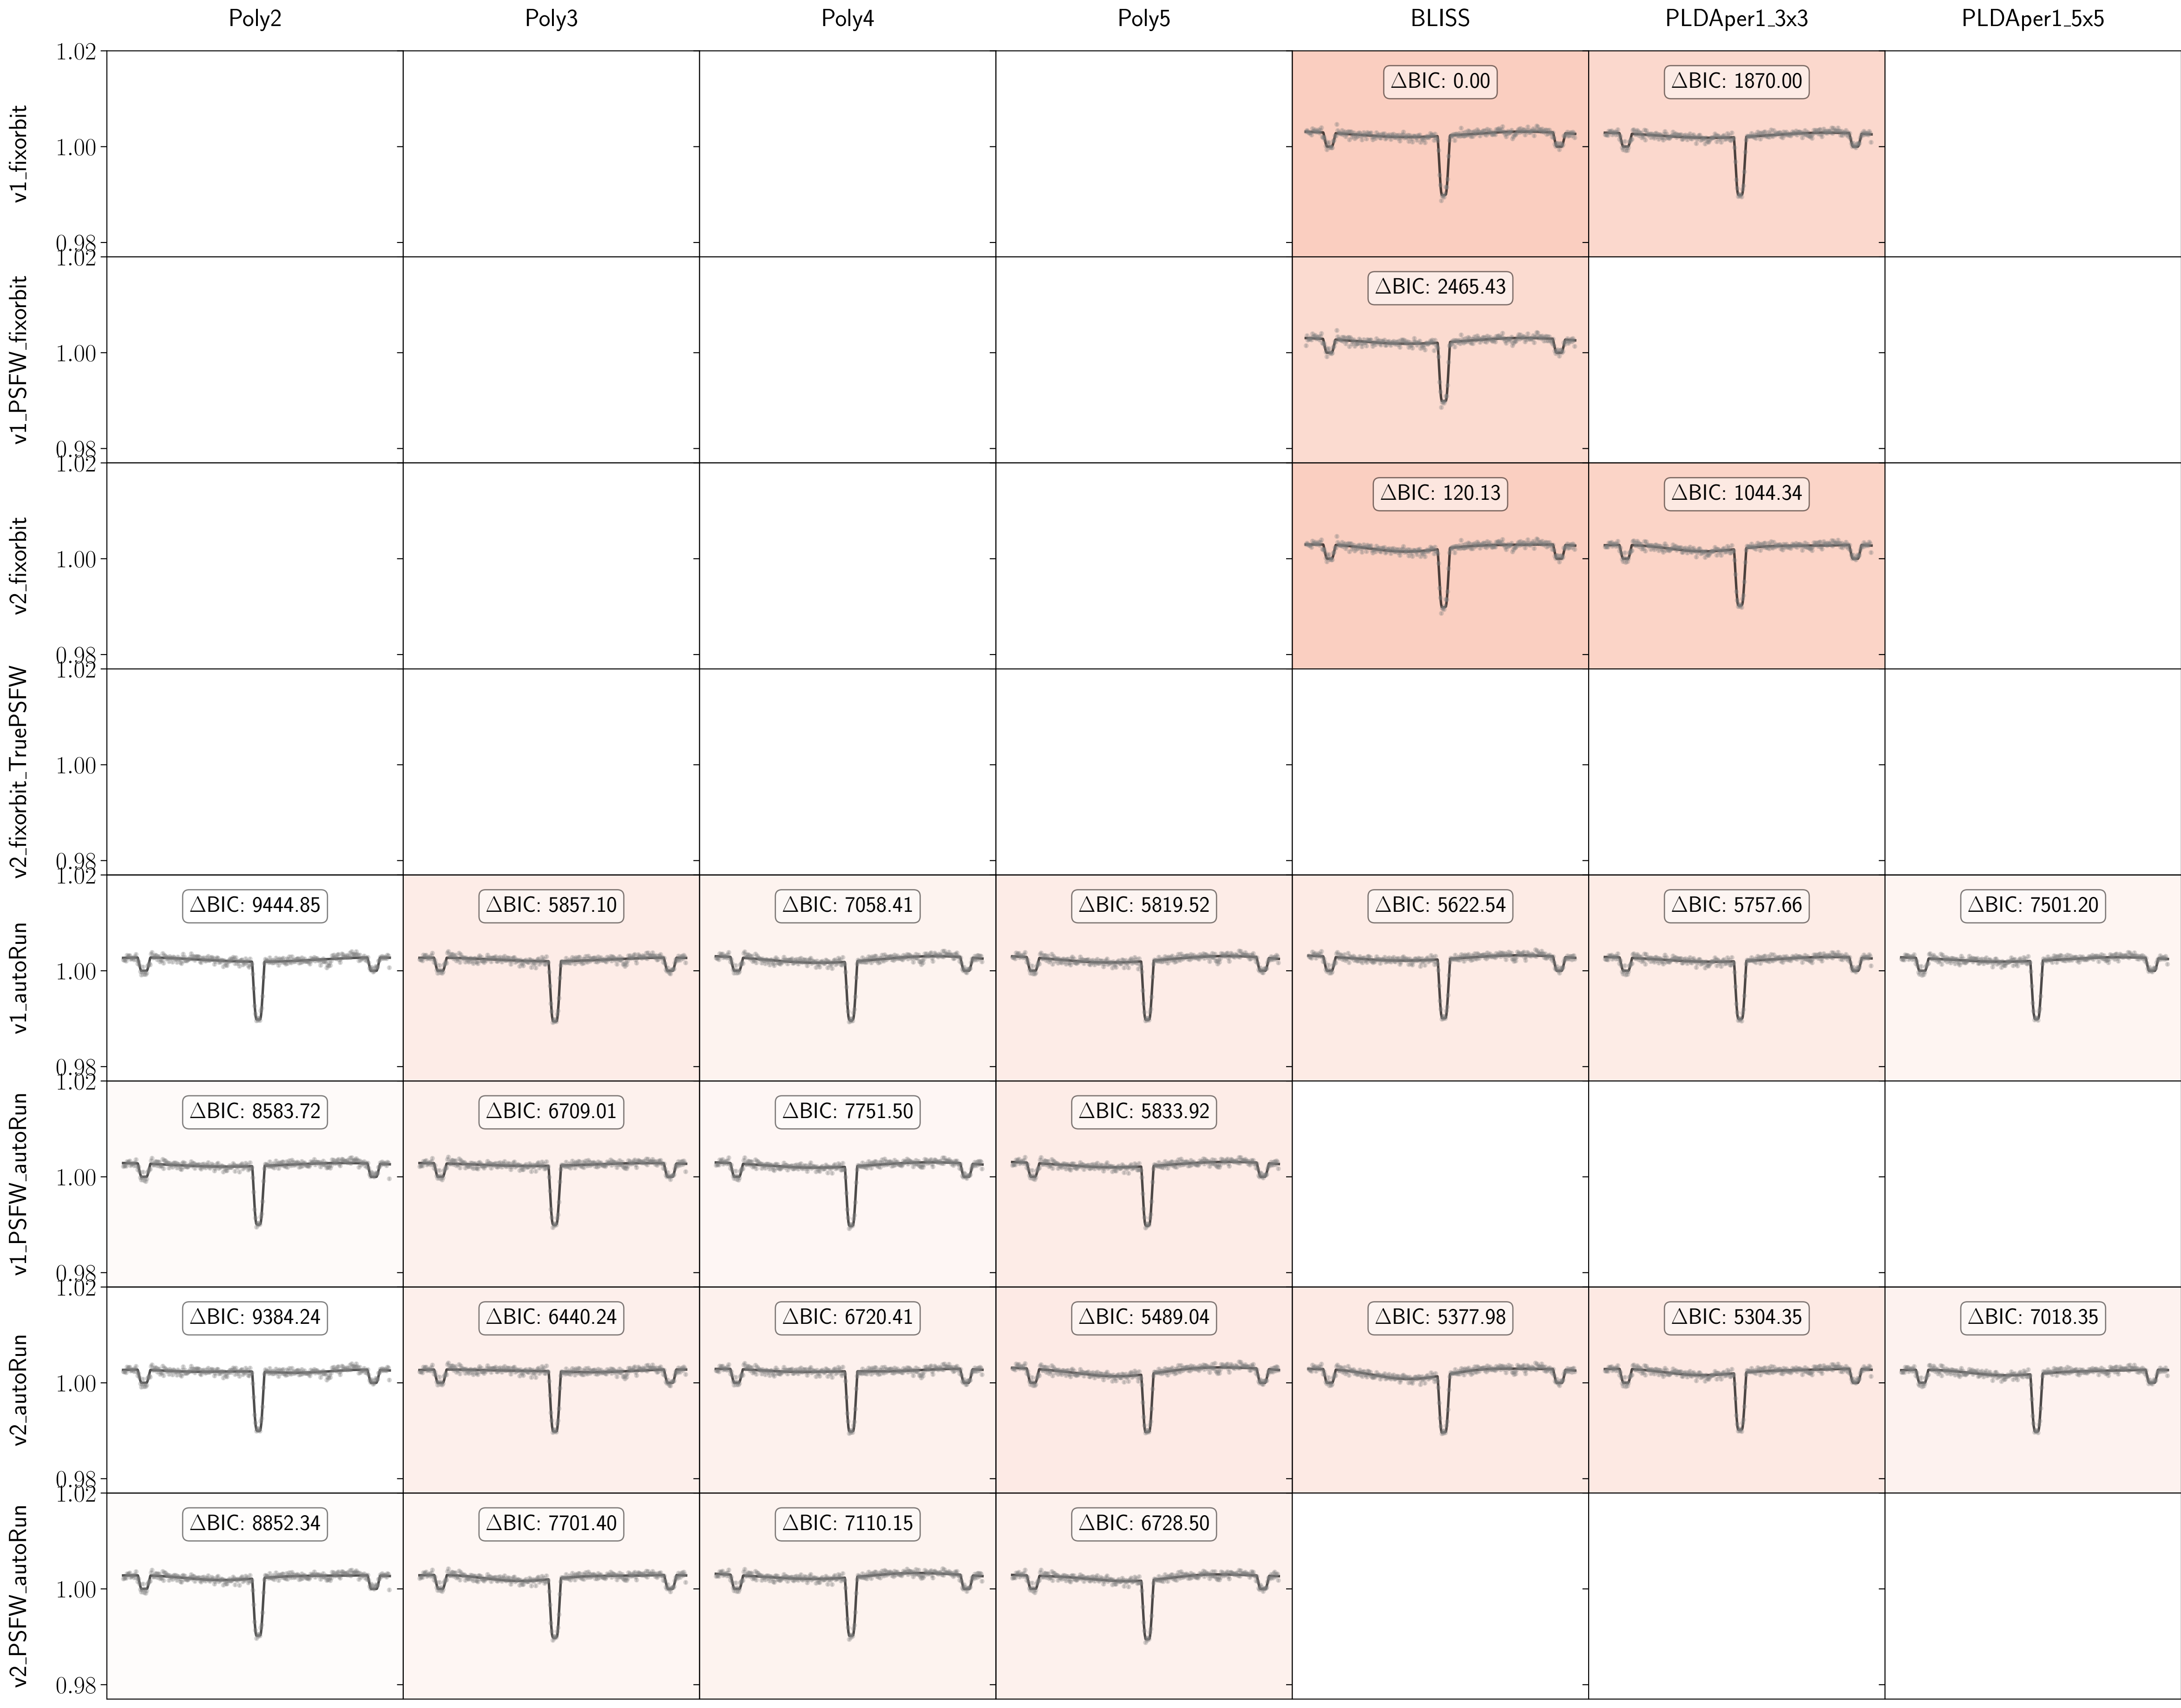 Poly2 Poly3 Poly4 Poly5 BLISS PLDAper1_3x3 PLDAper1_5x5
v1_fixorbit
1.02
1.00
0.98
ΔBIC: 0.00
ΔBIC: 1870.00
v1_PSFW_fixorbit
1.02
1.00
0.98
ΔBIC: 2465.43
v2_fixorbit
1.02
1.00
0.98
ΔBIC: 120.13
ΔBIC: 1044.34
v2_fixorbit_TruePSFW
1.02
1.00
0.98
v1_autoRun
1.02
1.00
0.98
ΔBIC: 9444.85
ΔBIC: 5857.10
ΔBIC: 7058.41
ΔBIC: 5819.52
ΔBIC: 5622.54
ΔBIC: 5757.66
ΔBIC: 7501.20
v1_PSFW_autoRun
1.02
1.00
0.98
ΔBIC: 8583.72
ΔBIC: 6709.01
ΔBIC: 7751.50
ΔBIC: 5833.92
v2_autoRun
1.02
1.00
0.98
ΔBIC: 9384.24
ΔBIC: 6440.24
ΔBIC: 6720.41
ΔBIC: 5489.04
ΔBIC: 5377.98
ΔBIC: 5304.35
ΔBIC: 7018.35
v2_PSFW_autoRun
1.02
1.00
0.98
ΔBIC: 8852.34
ΔBIC: 7701.40
ΔBIC: 7110.15
ΔBIC: 6728.50